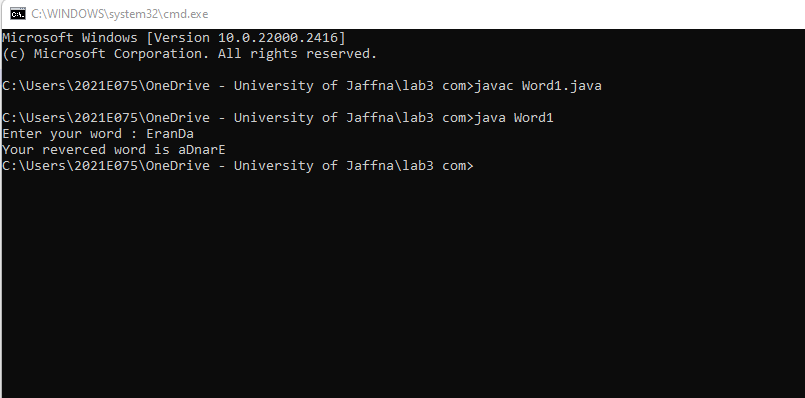 C:\WINDOWS\system32\cmd.exe
Microsoft Windows [Version 10.0.22000.2416]
(c) Microsoft Corporation. All rights reserved.
C:\Users\2021E075\OneDrive - University of Jaffna\lab3 com>javac Word1.java
C:\Users\2021E075\OneDrive - University of Jaffna\lab3 com>java Word1
Enter your word : EranDa
Your reverced word is aDnarE
C:\Users\2021E075\OneDrive - University of Jaffna\lab3 com>